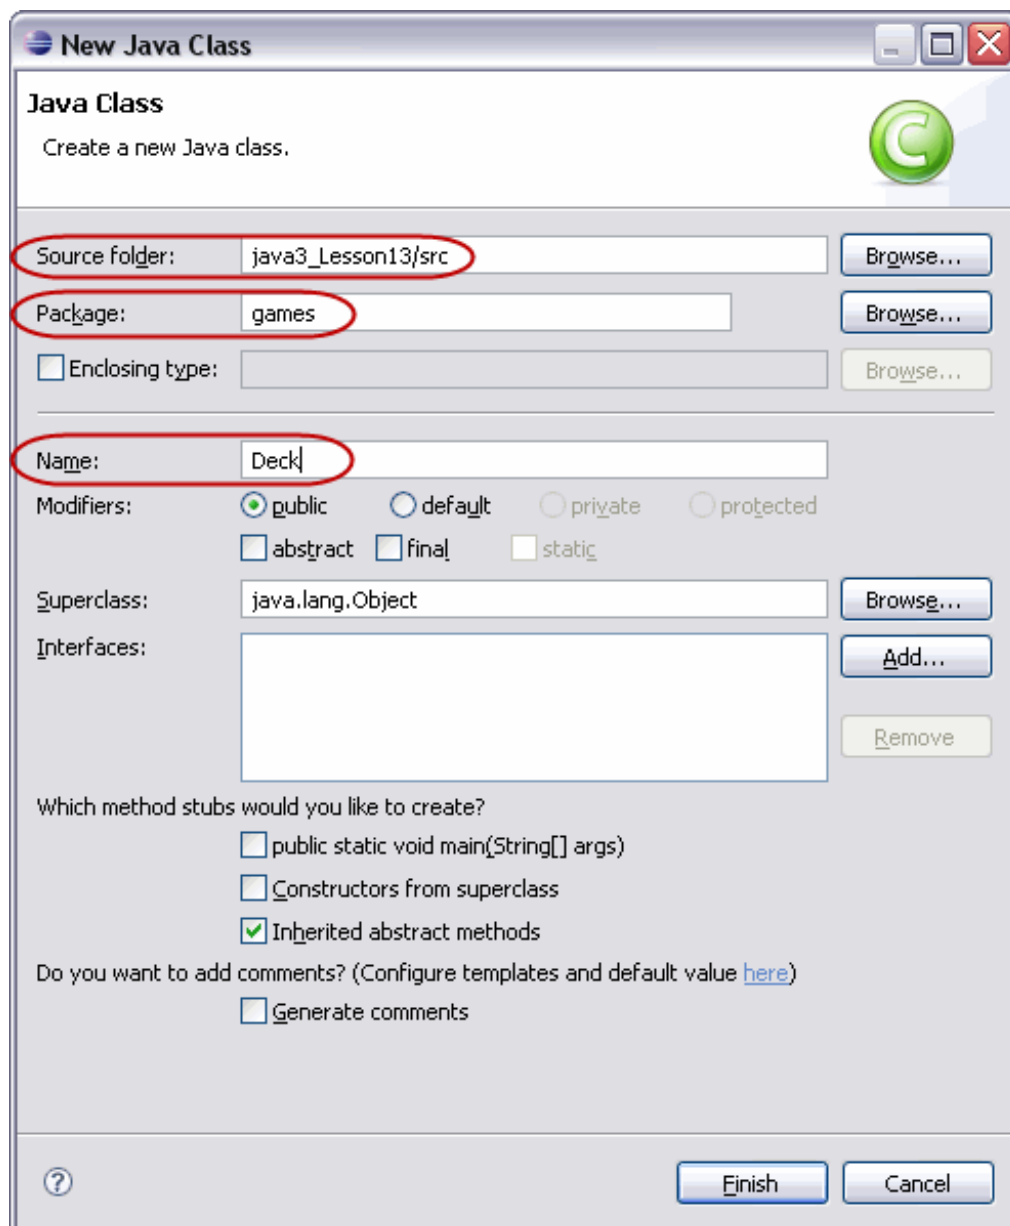 New Java Class
Java Class
Create a new Java class.
C
Source folder: java3_Lesson13/src Browse...
Package: games Browse...
Enclosing type: Browse...
Name: Deck
Modifiers: public default private protected
abstract final static
Superclass: java.lang.Object Browse...
Interfaces: Add...
Remove
Which method stubs would you like to create?
public static void main(String[] args)
Constructors from superclass
Inherited abstract methods
Do you want to add comments? (Configure templates and default value here)
Generate comments
? Finish Cancel